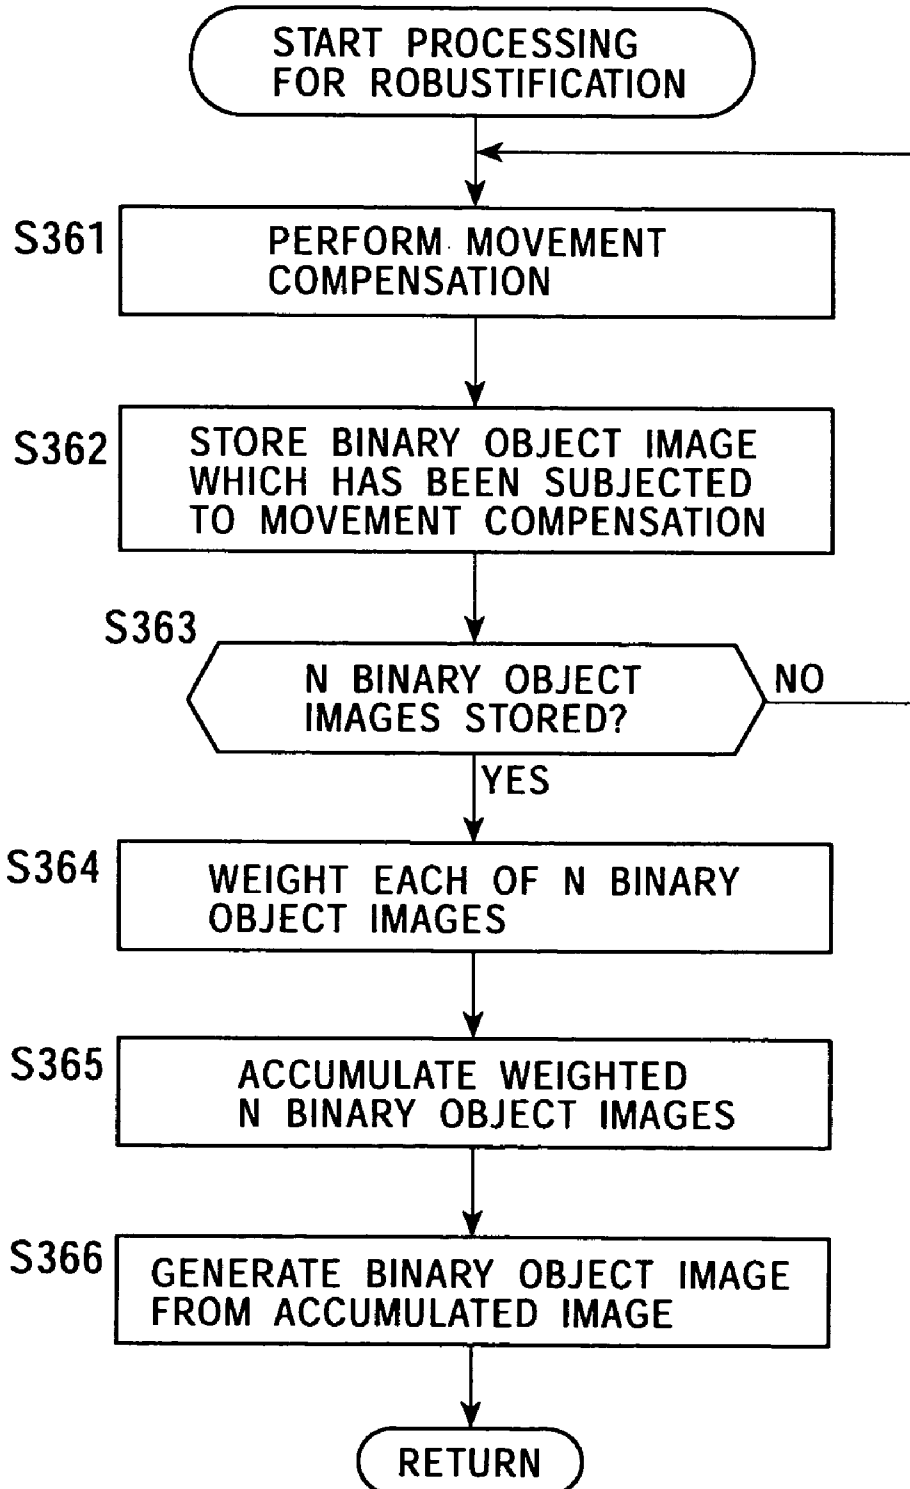 START PROCESSING
FOR ROBUSTIFICATION
S361
PERFORM MOVEMENT
COMPENSATION
S362
STORE BINARY OBJECT IMAGE
WHICH HAS BEEN SUBJECTED
TO MOVEMENT COMPENSATION
S363
N BINARY OBJECT
IMAGES STORED?
NO
YES
S364
WEIGHT EACH OF N BINARY
OBJECT IMAGES
S365
ACCUMULATE WEIGHTED
N BINARY OBJECT IMAGES
S366
GENERATE BINARY OBJECT IMAGE
FROM ACCUMULATED IMAGE
RETURN